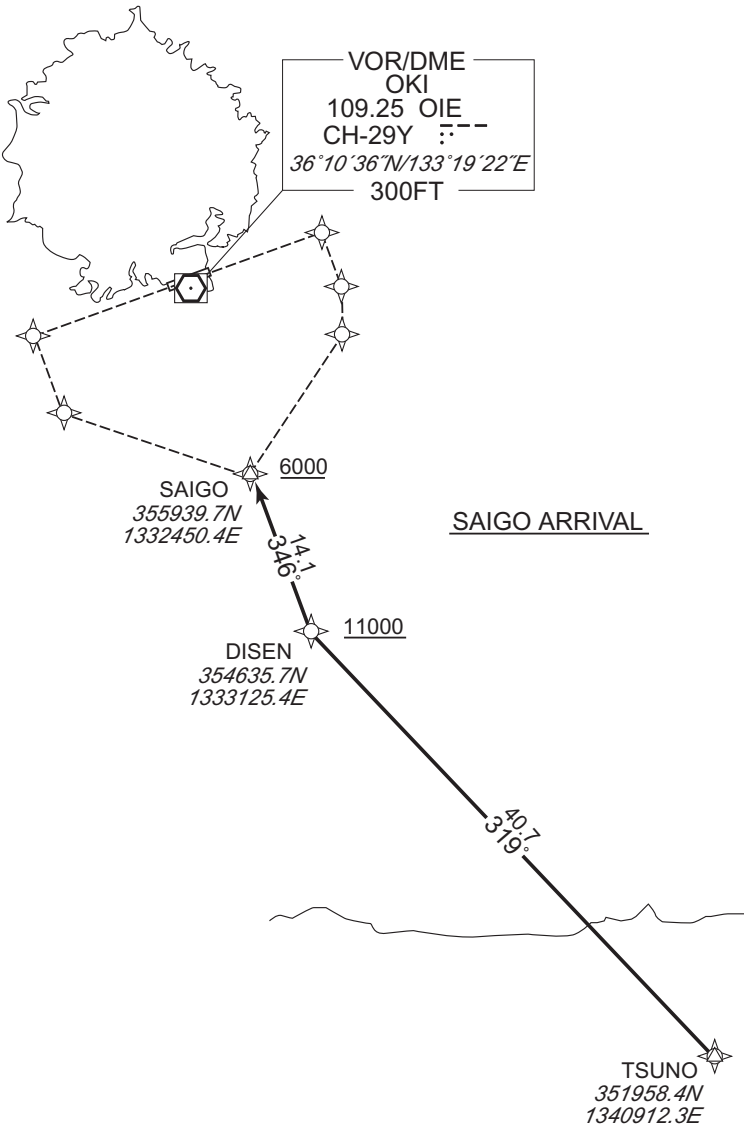 VOR/DME
OKI
109.25 OIE
CH-29Y
36°10´36˝N/133°19´22˝E
300FT
6000
SAIGO
355939.7N
1332450.4E
SAIGO ARRIVAL
14.1
346°
11000
DISEN
354635.7N
1333125.4E
40.7
319°
TSUNO
351958.4N
1340912.3E